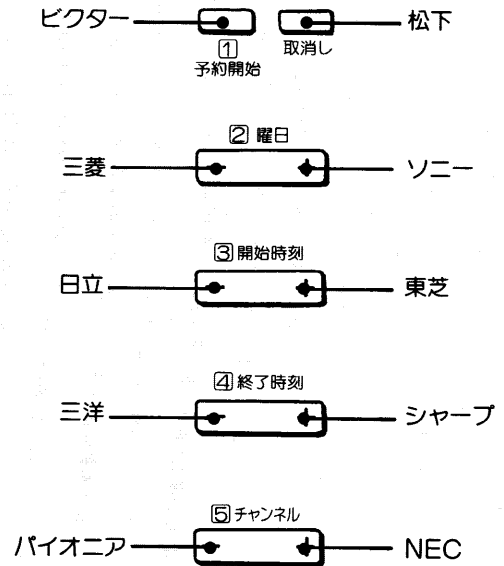 ビクター 松下
1 取消し
予約開始
2 曜日
三菱 ソニー
3 開始時刻
日立 東芝
4 終了時刻
三洋 シャープ
5 チャンネル
パイオニア NEC